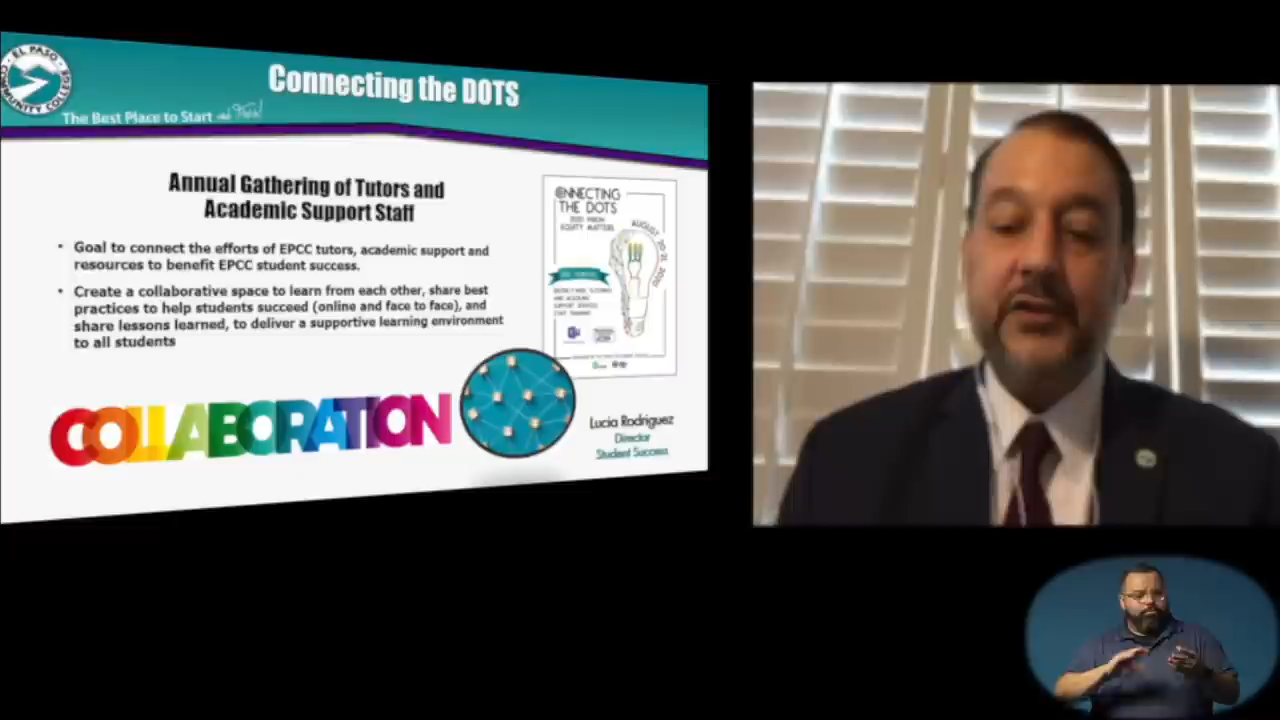 EL PASO
COMMUNITY COLLEGE
The Best Place to Start and
Connecting the DOTS
Annual Gathering of Tutors and
Academic Support Staff
• Goal to connect the efforts of EPCC tutors, academic support and
resources to benefit EPCC student success.
• Create a collaborative space to learn from each other, share best
practices to help students succeed (online and face to face), and
share lessons learned, to deliver a supportive learning environment
to all students
COLLABORATION
NNECTING
THE DOTS
EQUITY MATTERS
Lucia Rodriguez
Director
Student Success